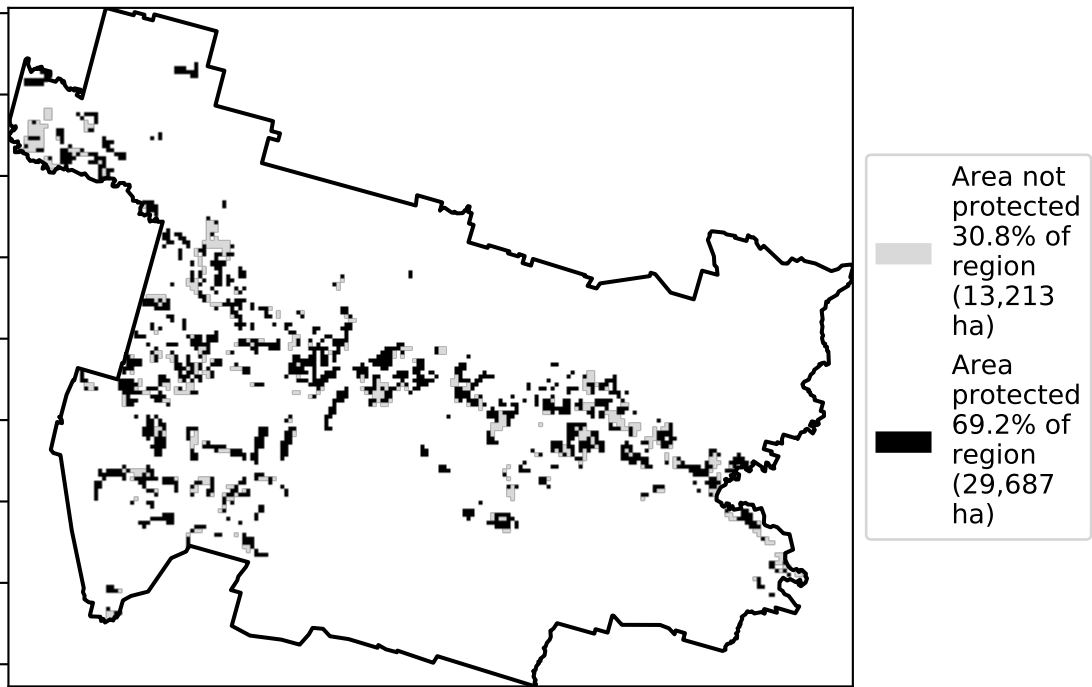 Area not
protected
30.8% of
region
(13,213
ha)
Area
protected
69.2% of
region
(29,687
ha)